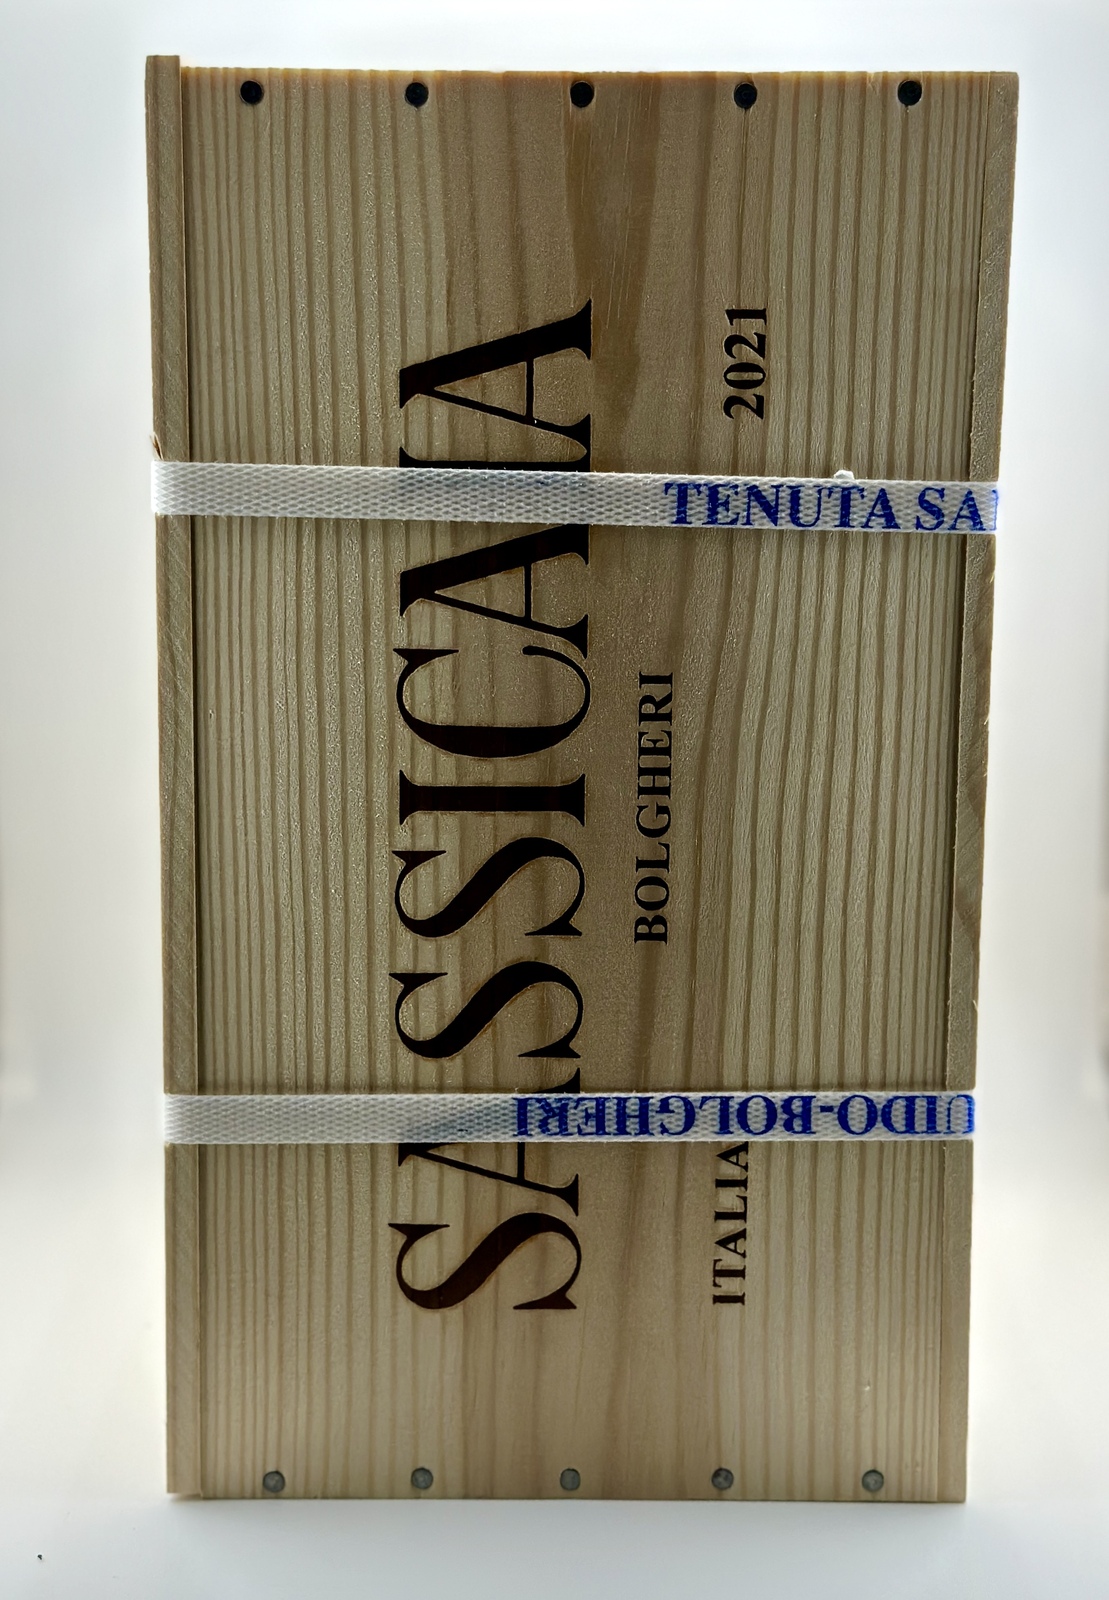 SASSICAIA
BOLGHERI
ITALIA 2021
TENUTA SA
UIDO-BOLGHERI